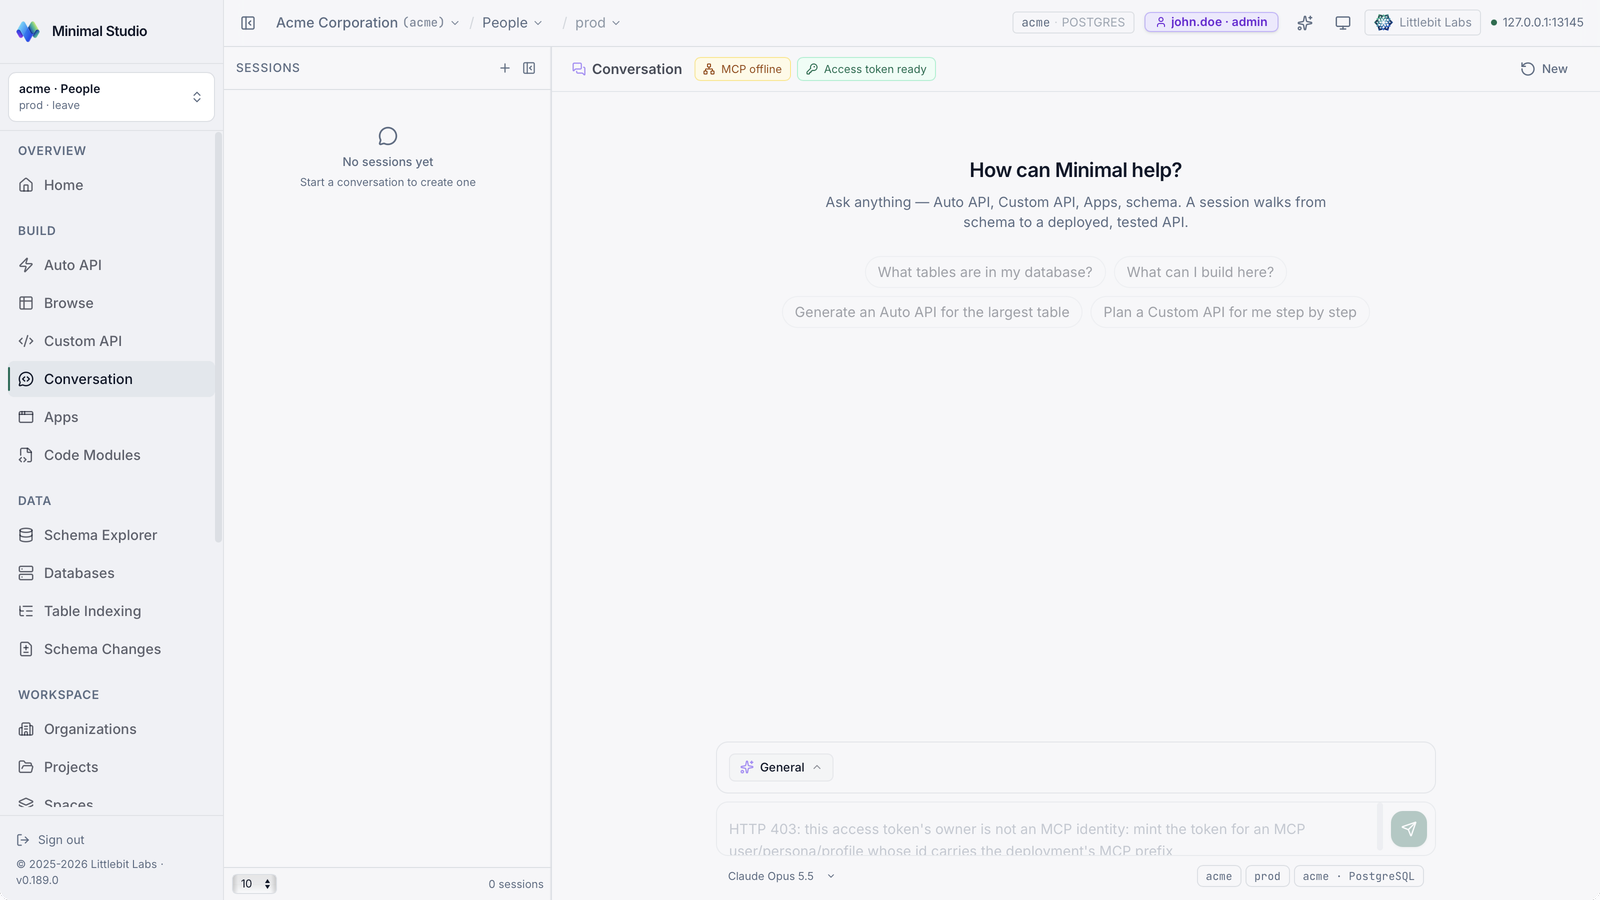 Minimal Studio
Acme Corporation (acme) / People / prod
acme · POSTGRES
john.doe · admin
Littlebit Labs
127.0.0.1:13145
acme · People
prod · leave
OVERVIEW
Home
BUILD
Auto API
Browse
Custom API
Conversation
Apps
Code Modules
DATA
Schema Explorer
Databases
Table Indexing
Schema Changes
WORKSPACE
Organizations
Projects
Spaces
Sign out
© 2025-2026 Littlebit Labs ·
v0.189.0
SESSIONS
No sessions yet
Start a conversation to create one
10
0 sessions
Conversation
MCP offline
Access token ready
New
How can Minimal help?
Ask anything — Auto API, Custom API, Apps, schema. A session walks from
schema to a deployed, tested API.
What tables are in my database?
What can I build here?
Generate an Auto API for the largest table
Plan a Custom API for me step by step
General
HTTP 403: this access token's owner is not an MCP identity: mint the token for an MCP
user/persona/profile whose id carries the deployment's MCP prefix
Claude Opus 5.5
acme
prod
acme · PostgreSQL